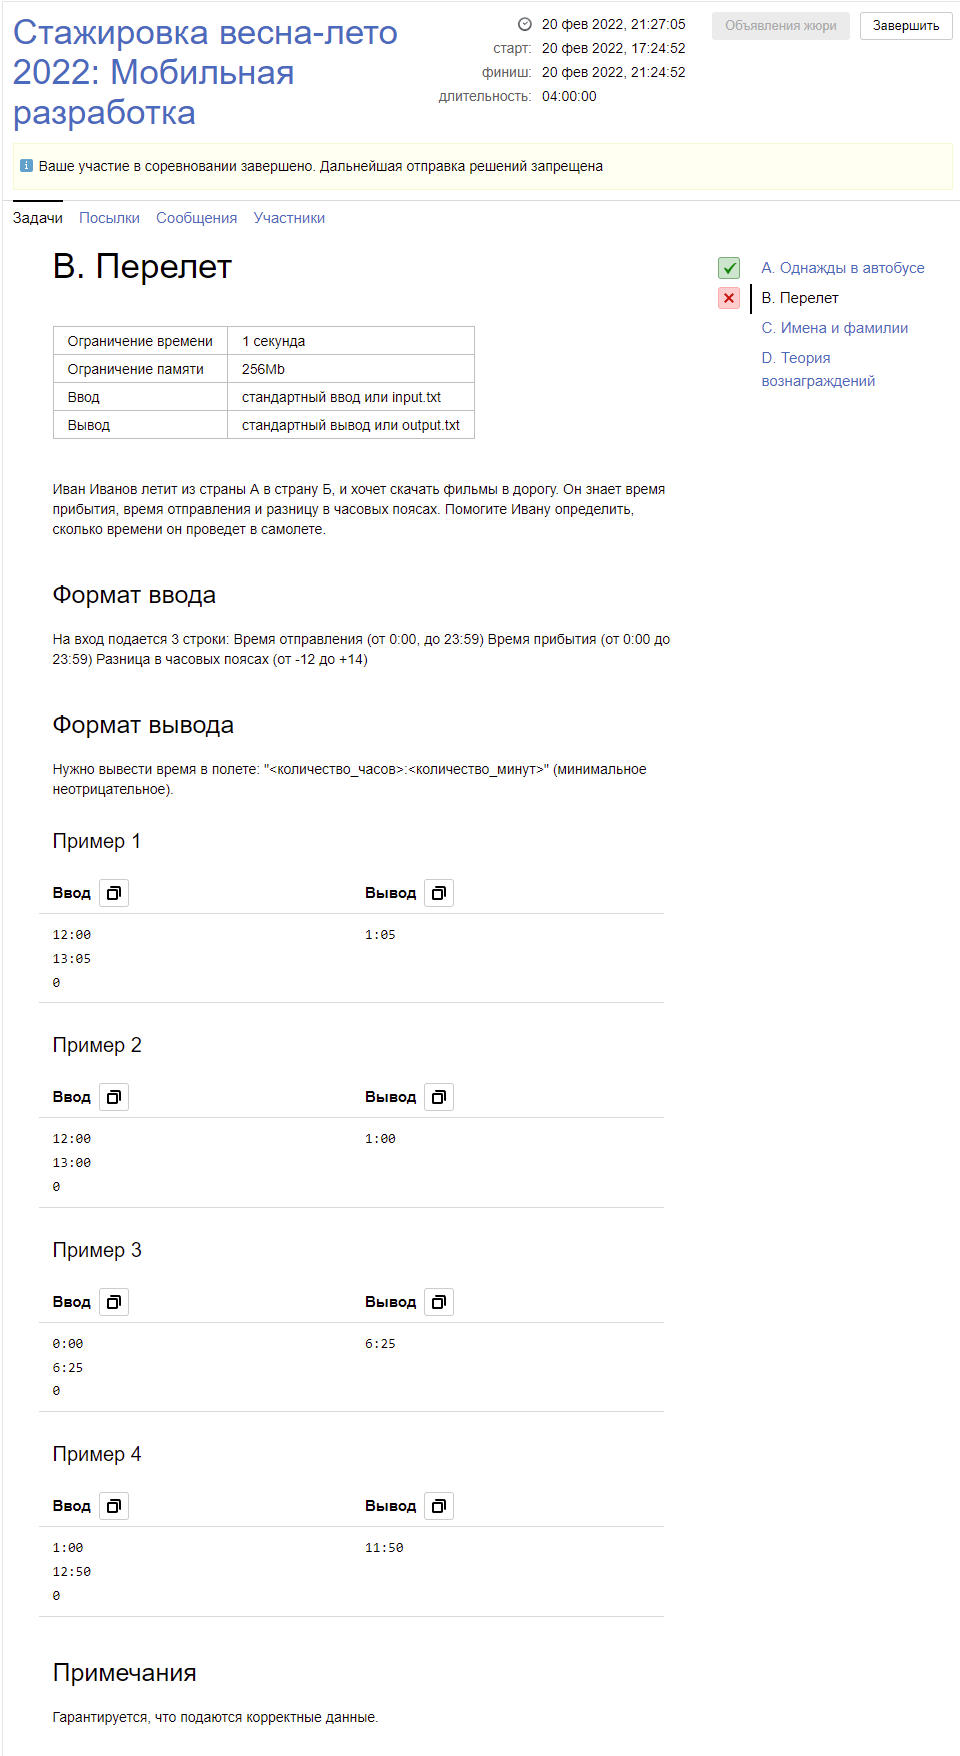 Стажировка весна-лето
2022: Мобильная
разработка
20 фев 2022, 21:27:05
старт: 20 фев 2022, 17:24:52
финиш: 20 фев 2022, 21:24:52
длительность: 04:00:00
Объявления жюри
Завершить
Ваше участие в соревновании завершено. Дальнейшая отправка решений запрещена
Задачи Посылки Сообщения Участники
B. Перелет
Ограничение времени 1 секунда
Ограничение памяти 256Mb
Ввод стандартный ввод или input.txt
Вывод стандартный вывод или output.txt
A. Однажды в автобусе
B. Перелет
C. Имена и фамилии
D. Теория
вознаграждений
Иван Иванов летит из страны А в страну Б, и хочет скачать фильмы в дорогу. Он знает время
прибытия, время отправления и разницу в часовых поясах. Помогите Ивану определить,
сколько времени он проведет в самолете.
Формат ввода
На вход подается 3 строки: Время отправления (от 0:00, до 23:59) Время прибытия (от 0:00 до
23:59) Разница в часовых поясах (от -12 до +14)
Формат вывода
Нужно вывести время в полете: "<количество_часов>:<количество_минут>" (минимальное
неотрицательное).
Пример 1
Ввод Вывод
12:00 1:05
13:05
0
Пример 2
Ввод Вывод
12:00 1:00
13:00
0
Пример 3
Ввод Вывод
0:00 6:25
6:25
0
Пример 4
Ввод Вывод
1:00 11:50
12:50
0
Примечания
Гарантируется, что подаются корректные данные.